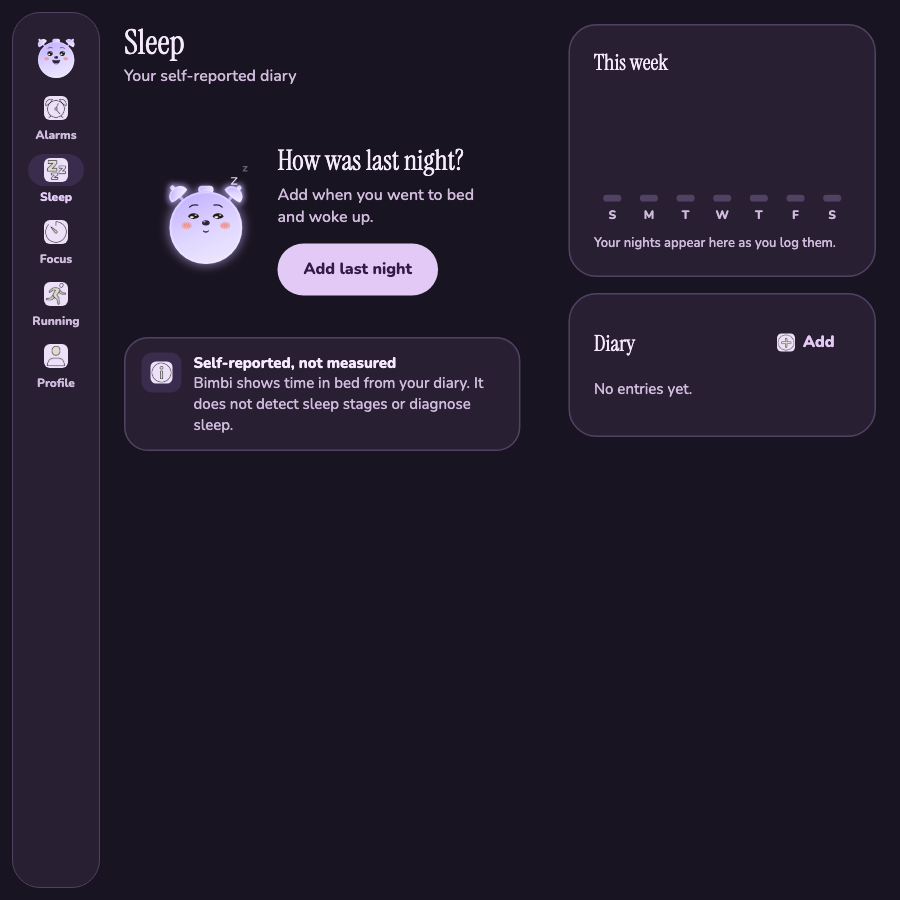 Alarms
Sleep
Focus
Running
Profile
Sleep
Your self-reported diary
z
z
How was last night?
Add when you went to bed
and woke up.
Add last night
Self-reported, not measured
Bimbi shows time in bed from your diary. It
does not detect sleep stages or diagnose
sleep.
This week
S M T W T F S
Your nights appear here as you log them.
Diary
Add
No entries yet.